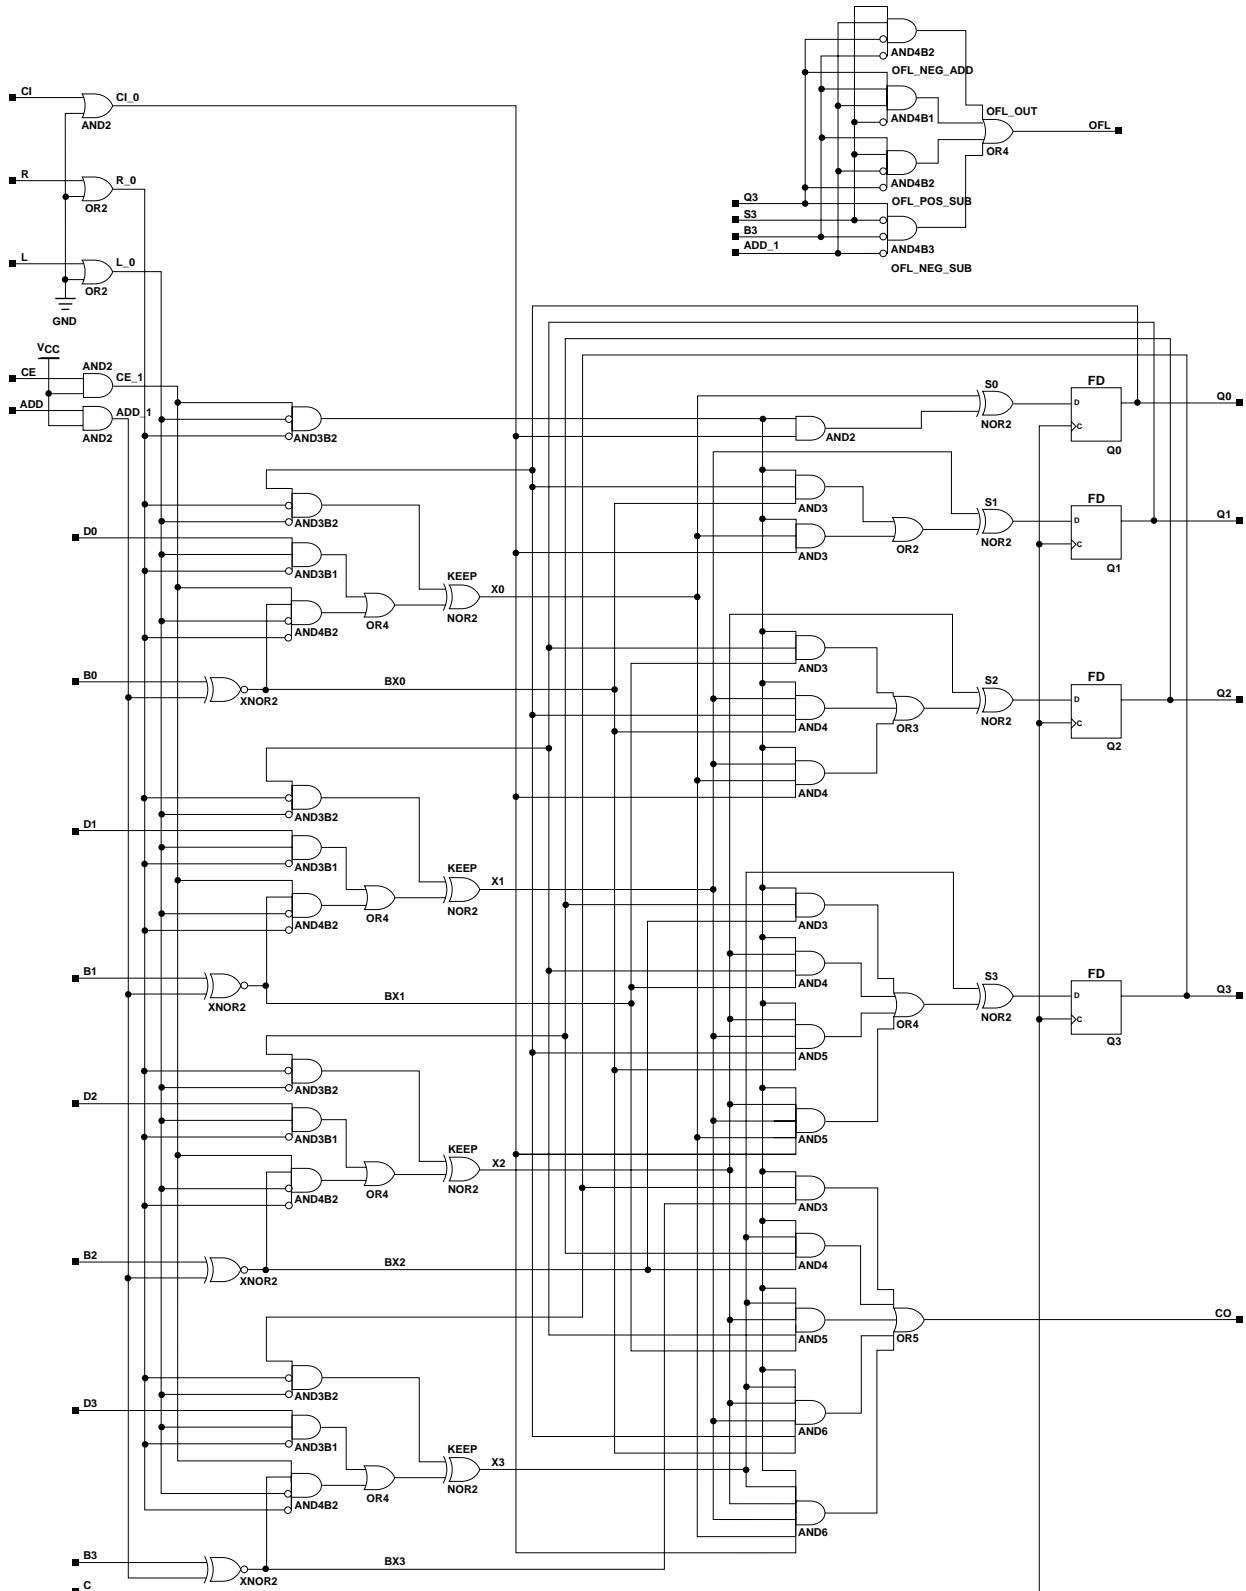 AND4B2
OFL_NEG_ADD
CI
CI_0
AND2
AND4B1
OFL_OUT
OR4
OFL
R
R_0
OR2
AND4B2
OFL_POS_SUB
Q3
S3
B3
ADD_1
AND4B3
OFL_NEG_SUB
L
L_0
OR2
GND
VCC
AND2
CE
CE_1
ADD
ADD_1
AND2
AND3B2
AND2
S0
NOR2
FD
D
C
Q0
Q0
AND3B2
AND3
S1
NOR2
FD
D
C
Q1
Q1
D0
AND3B1
AND3
OR2
KEEP
X0
NOR2
AND4B2
OR4
B0
XNOR2
BX0
AND3
S2
NOR2
FD
D
C
Q2
Q2
AND4
OR3
AND4
AND3B2
D1
AND3B1
KEEP
X1
NOR2
AND4B2
OR4
AND3
B1
XNOR2
BX1
AND4
S3
NOR2
FD
D
C
Q3
Q3
OR4
AND5
AND3B2
D2
AND3B1
AND5
KEEP
X2
NOR2
AND4B2
OR4
AND3
B2
XNOR2
BX2
AND4
AND5
OR5
CO
AND3B2
D3
AND3B1
AND6
KEEP
X3
NOR2
AND4B2
OR4
AND6
B3
XNOR2
BX3
C